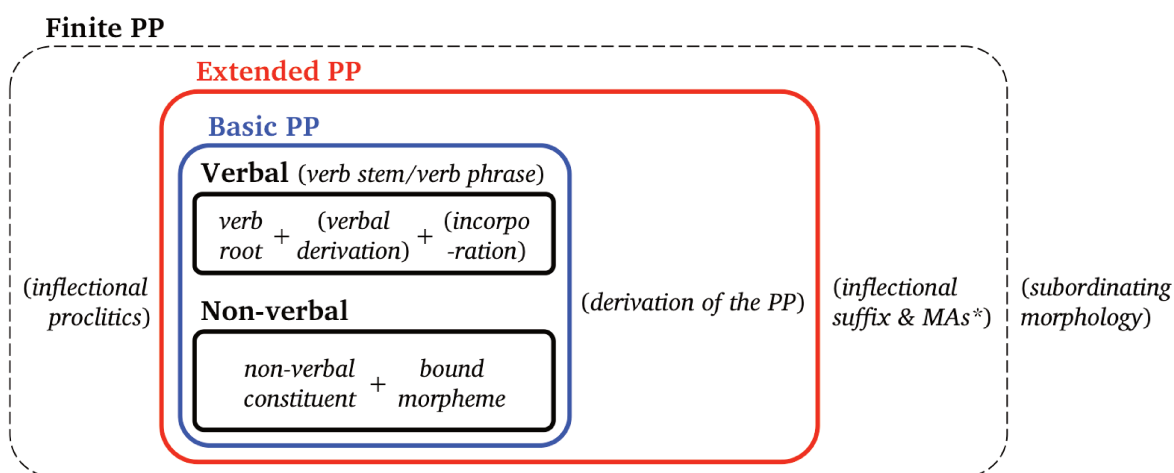 Finite PP
Extended PP
Basic PP
Verbal (verb stem/verb phrase)
verb root + (verbal derivation) + (incorpo-ration)
(inflectional proclitics)
Non-verbal
non-verbal constituent + bound morpheme
(derivation of the PP)
(inflectional suffix & MAs*)
(subordinating morphology)